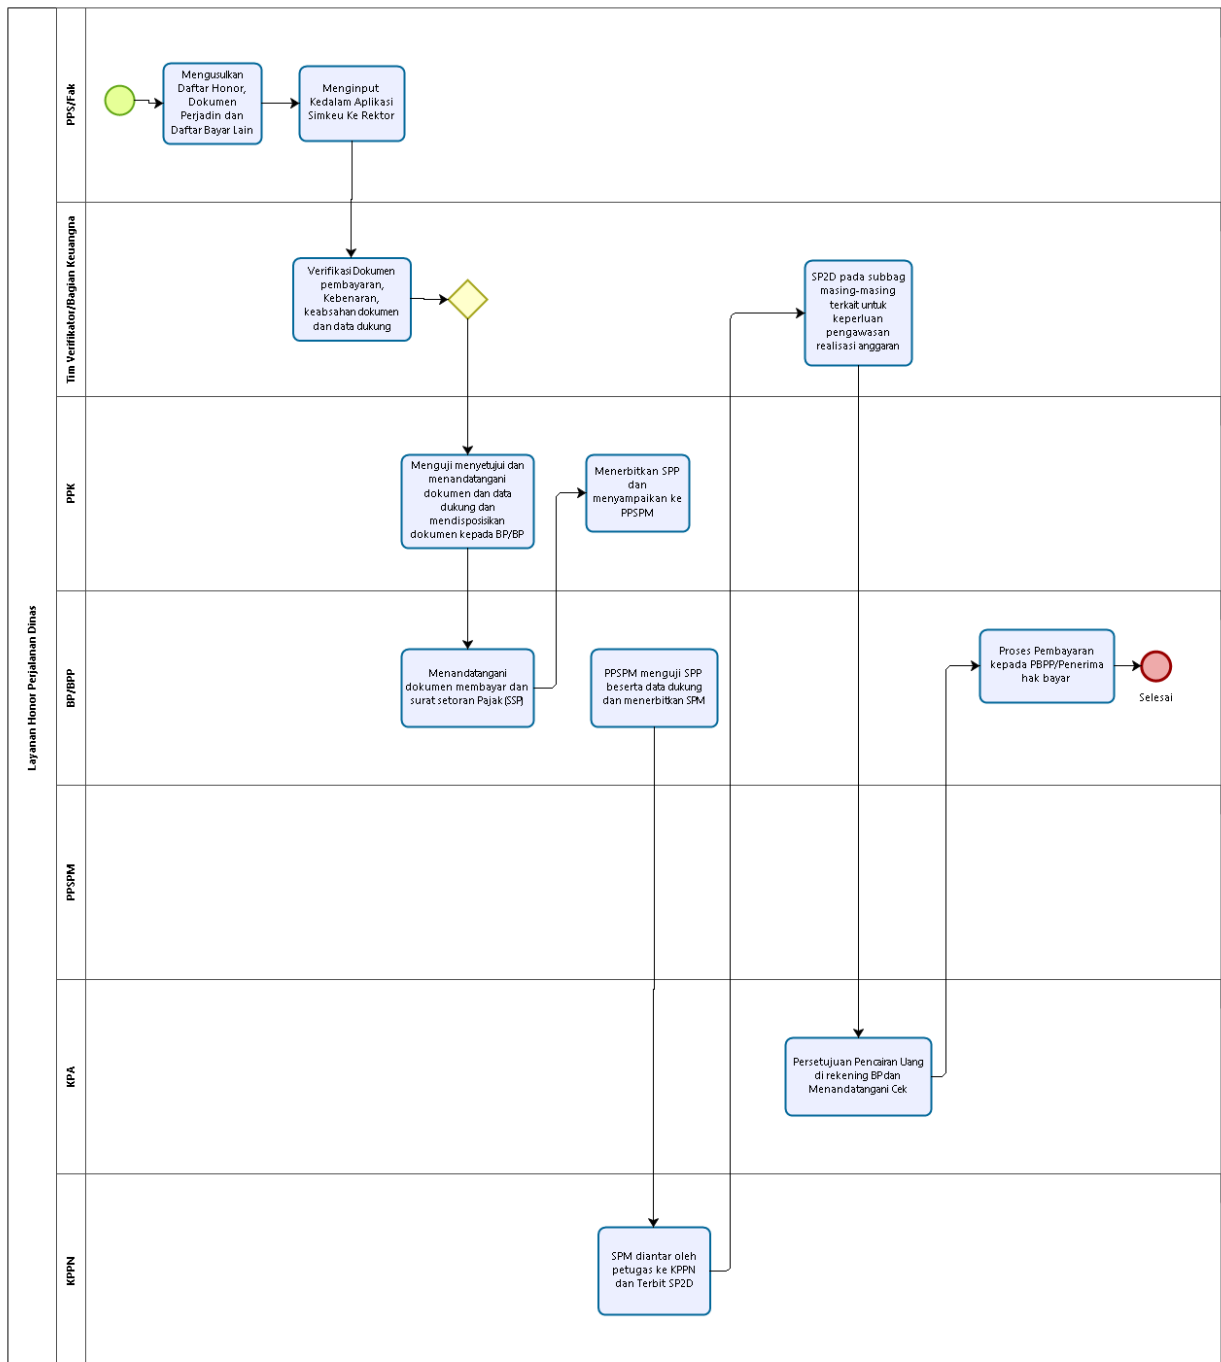 Layanan Honor Perjalanan Dinas
PPS/Fak
Mengusulkan
Daftar Honor,
Dokumen
Perjadin dan
Daftar Bayar Lain
Menginput
Kedalam Aplikasi
Simkeu Ke Rektor
Tim Verifikator/Bagian Keuangna
Verifikasi Dokumen
pembayaran,
Kebenaran,
keabsahan dokumen
dan data dukung
SP2D pada subbag
masing-masing
terkait untuk
keperluan
pengawasan
realisasi anggaran
PPK
Menguji menyetujui dan
menandatangani
dokumen dan data
dukung dan
mendisposisikan
dokumen kepada BP/BP
Menerbitkan SPP
dan
menyampaikan ke
PPSPM
BP/BPP
Menandatangani
dokumen membayar dan
surat setoran Pajak (SSP)
PPSPM menguji SPP
beserta data dukung
dan menerbitkan SPM
Proses Pembayaran
kepada PBPP/Penerima
hak bayar
Selesai
PPSPM
KPA
Persetujuan Pencairan Uang
di rekening BP dan
Menandatangani Cek
KPPN
SPM diantar oleh
petugas ke KPPN
dan Terbit SP2D